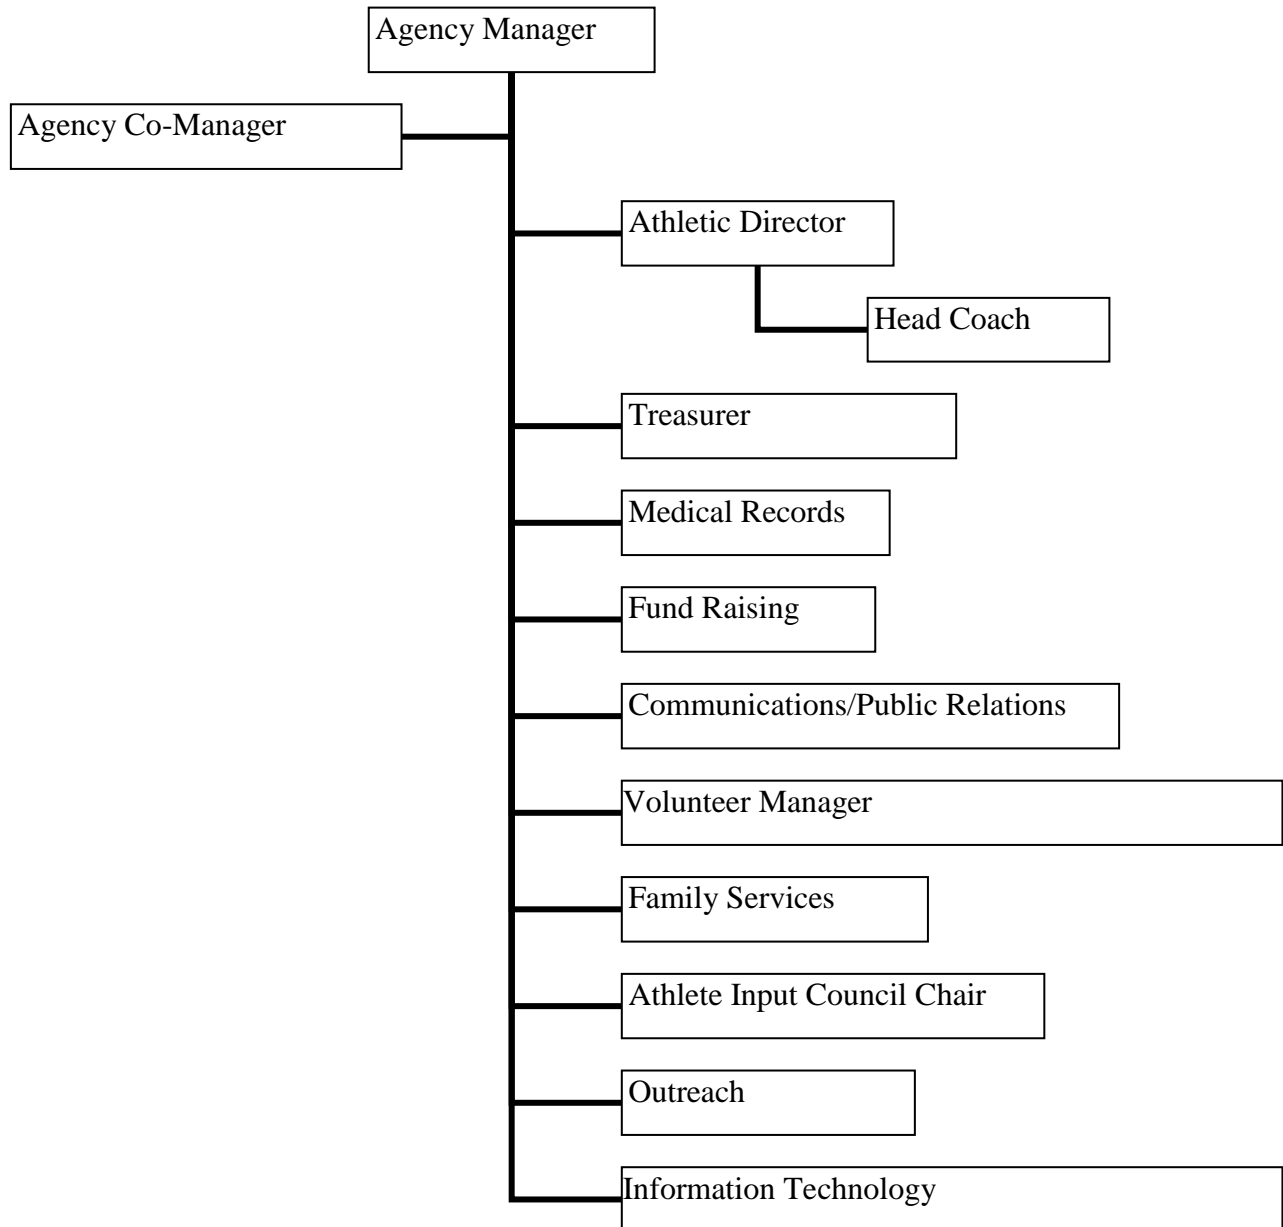 Agency Manager
Agency Co-Manager
Athletic Director
Head Coach
Treasurer
Medical Records
Fund Raising
Communications/Public Relations
Volunteer Manager
Family Services
Athlete Input Council Chair
Outreach
Information Technology